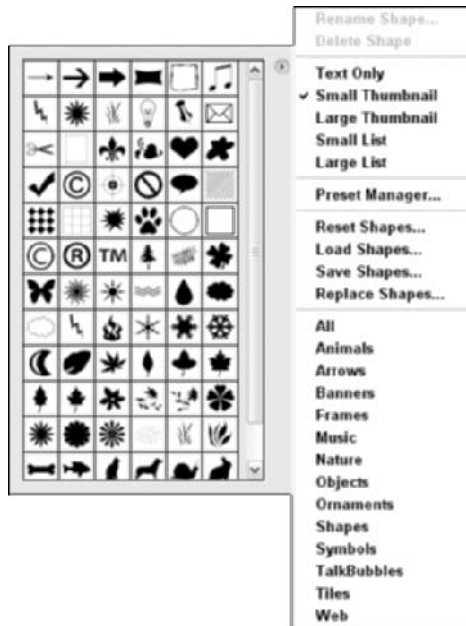 Rename Shape...
Delete Shape
Text Only
Small Thumbnail
Large Thumbnail
Small List
Large List
Preset Manager...
Reset Shapes...
Load Shapes...
Save Shapes...
Replace Shapes...
All
Animals
Arrows
Banners
Frames
Music
Nature
Objects
Ornaments
Shapes
Symbols
TalkBubbles
Tiles
Web
©
© ® TM